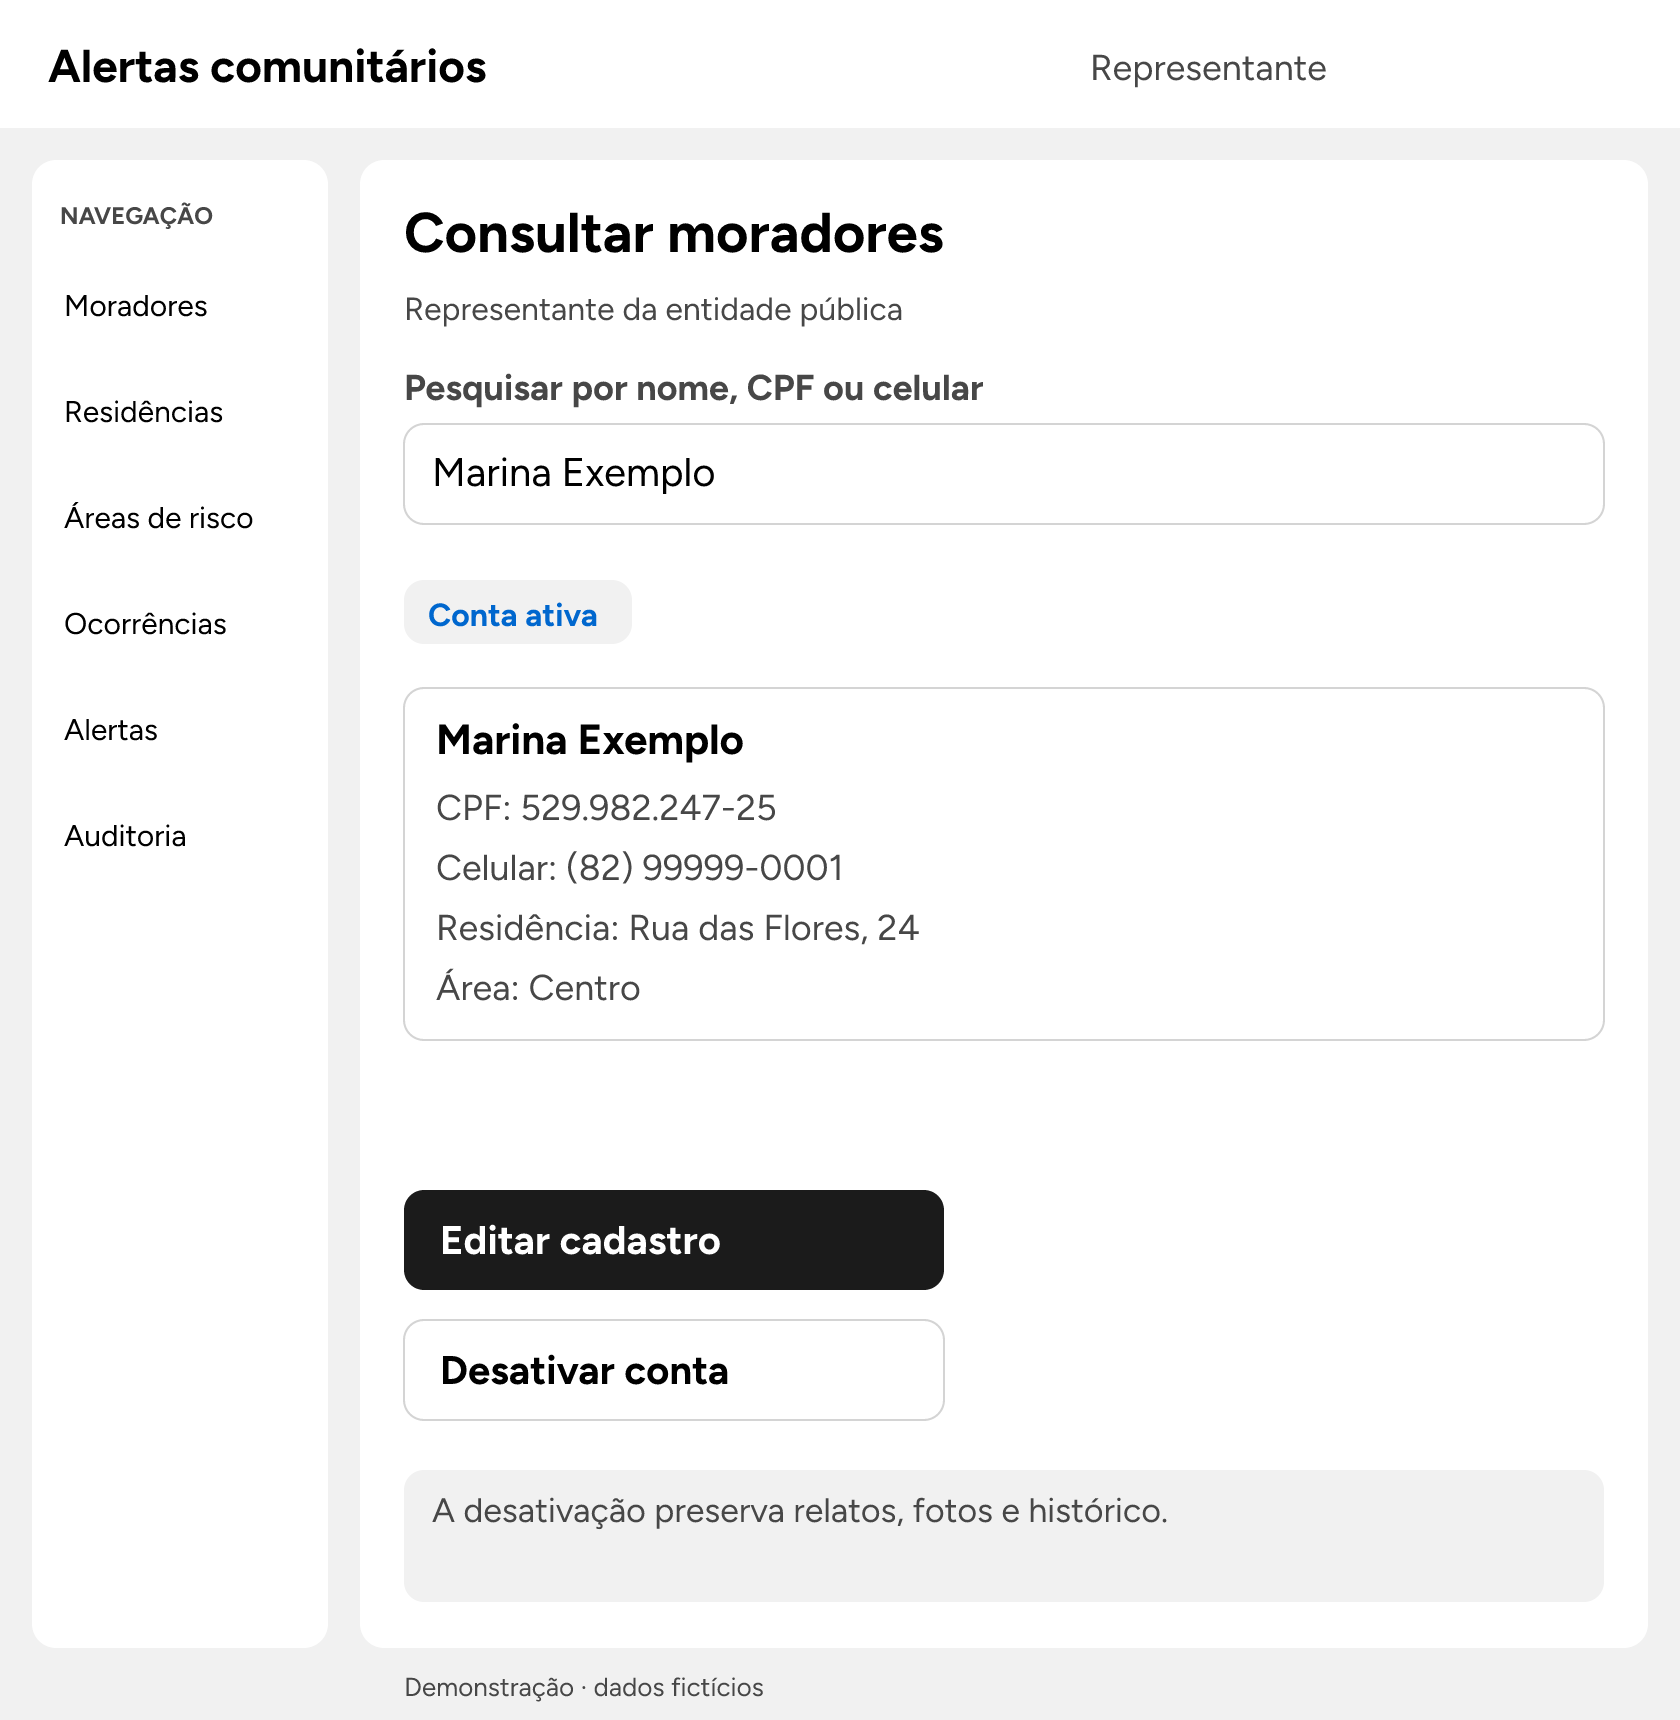 Alertas comunitários
Representante
NAVEGAÇÃO
Moradores
Residências
Áreas de risco
Ocorrências
Alertas
Auditoria
Consultar moradores
Representante da entidade pública
Pesquisar por nome, CPF ou celular
Marina Exemplo
Conta ativa
Marina Exemplo
CPF: 529.982.247-25
Celular: (82) 99999-0001
Residência: Rua das Flores, 24
Área: Centro
Editar cadastro
Desativar conta
A desativação preserva relatos, fotos e histórico.
Demonstração · dados fictícios